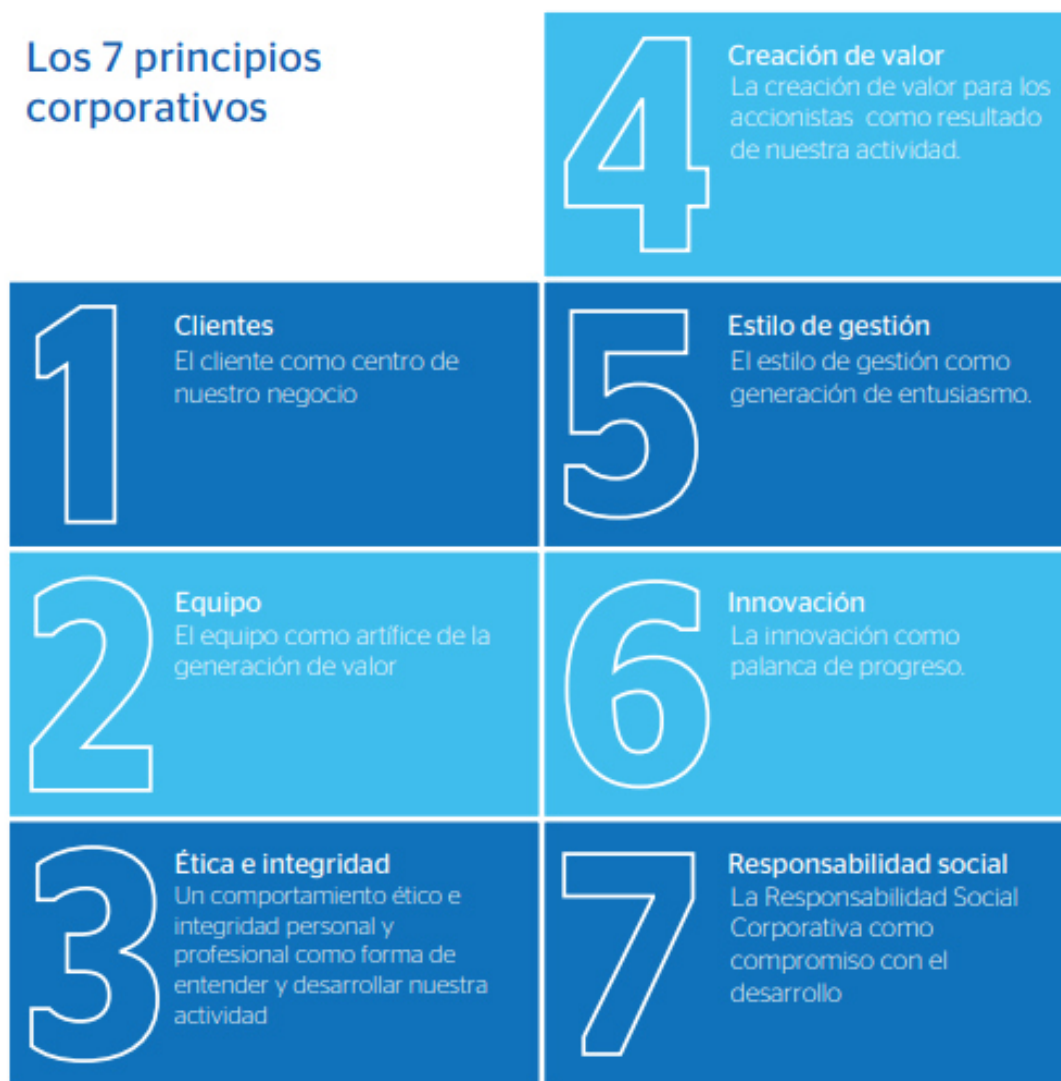 Los 7 principios
corporativos
1
Clientes
El cliente como centro de
nuestro negocio
2
Equipo
El equipo como artífice de la
generación de valor
3
Ética e integridad
Un comportamiento ético e
integridad personal y
profesional como forma de
entender y desarrollar nuestra
actividad
4
Creación de valor
La creación de valor para los
accionistas como resultado
de nuestra actividad.
5
Estilo de gestión
El estilo de gestión como
generación de entusiasmo.
6
Innovación
La innovación como
palanca de progreso.
7
Responsabilidad social
La Responsabilidad Social
Corporativa como
compromiso con el
desarrollo